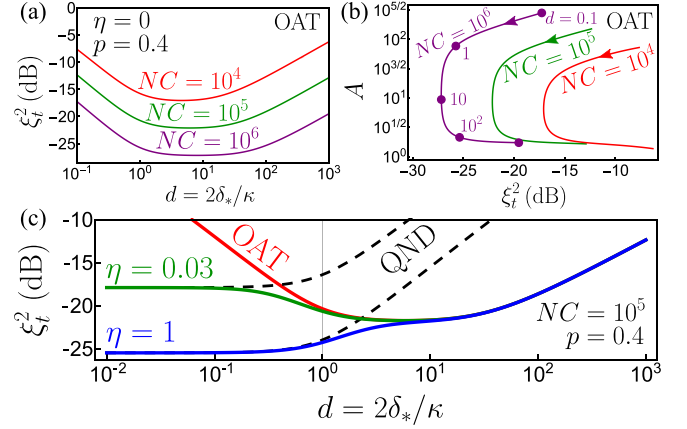 (a)
0
−5
−10
−15
−20
−25
ξ_t^2 (dB)
η = 0
p = 0.4
OAT
NC = 10^4
NC = 10^5
NC = 10^6
10^−1 10^0 10^1 10^2 10^3
d = 2δ_*/κ
(b)
10^5/2
10^2
10^3/2
10^1
10^1/2
10^0
A
NC = 10^6
d = 0.1
OAT
1
NC = 10^5
NC = 10^4
10
10^2
−30 −25 −20 −15 −10
ξ_t^2 (dB)
(c)
−10
−15
−20
−25
ξ_t^2 (dB)
OAT
QND
η = 0.03
η = 1
NC = 10^5
p = 0.4
10^−2 10^−1 10^0 10^1 10^2 10^3
d = 2δ_*/κ